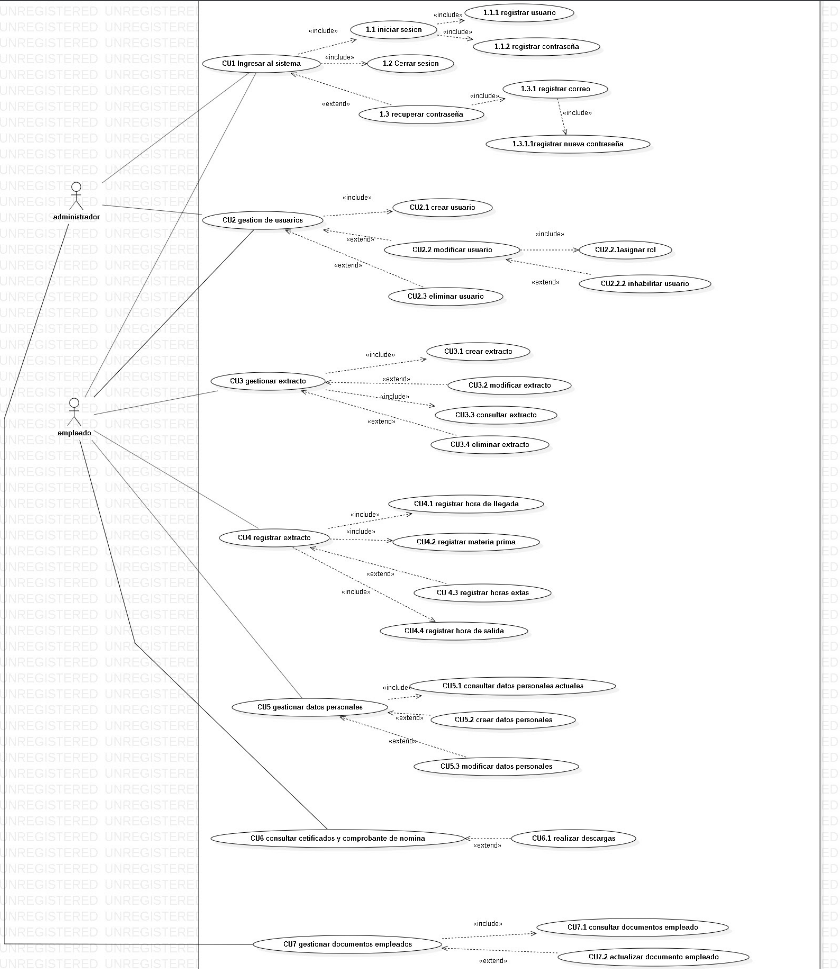 1.1.1 registrar usuario
«include»
1.1 iniciar sesion
«include»
«include»
1.1.2 registrar contraseña
CU1 Ingresar al sistema
«include»
1.2 Cerrar sesion
1.3.1 registrar correo
«include»
«extend»
1.3 recuperar contraseña
«include»
1.3.1.1registrar nueva contraseña
administrador
«include»
CU2.1 crear usuario
CU2 gestion de usuarios
«include»
«extend»
CU2.2 modificar usuario
CU2.2.1asignar rol
«extend»
«extend»
CU2.2.2 inhabilitar usuario
CU2.3 eliminar usuario
«include»
CU3.1 crear extracto
CU3 gestionar extracto
«extend»
CU3.2 modificar extracto
«include»
CU3.3 consultar extracto
«extend»
CU3.4 eliminar extracto
empleado
CU4.1 registrar hora de llegada
«include»
«include»
CU4 registrar extracto
CU4.2 registrar materia prima
«extend»
«include»
CU 4.3 registrar horas extas
CU4.4 registrar hora de salida
«include»
CU5.1 consultar datos personales actuales
CU5 gestionar datos personales
«extend»
CU5.2 crear datos personales
«extend»
CU5.3 modificar datos personales
CU6 consultar cetificados y comprobante de nomina
«extend»
CU6.1 realizar descargas
«include»
CU7.1 consultar documentos empleado
CU7 gestionar documentos empleados
«extend»
CU7.2 actualizar documento empleado
UNREGISTERED UNREGISTERED